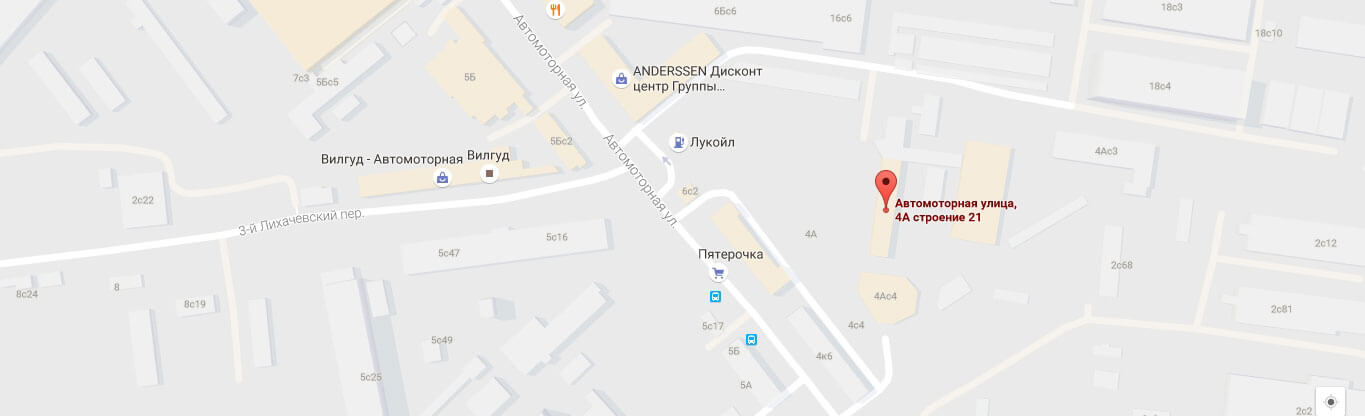 6Бс6
16с6
18с3
18с10
7с3
5Бс5
5Б
Автомоторная ул.
ANDERSSEN Дисконт
центр Группы...
18с4
Автомоторная ул.
5Бс2
Лукойл
4Ас3
Вилгуд - Автомоторная
Вилгуд
6с2
2с22
Автомоторная улица,
4А строение 21
3-й Лихачевский пер.
4А
5с16
5с47
Пятерочка
2с12
2с68
8с24
8
8с19
4Ас4
2с81
5с17
4с4
5с49
5Б
4к6
5с25
5А